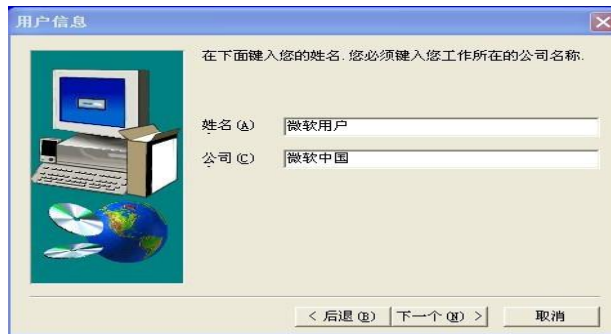 用户信息
在下面键入您的姓名.您必须键入您工作所在的公司名称.
姓名(A) 微软用户
公司(C) 微软中国
< 后退(B) 下一个(N) > 取消